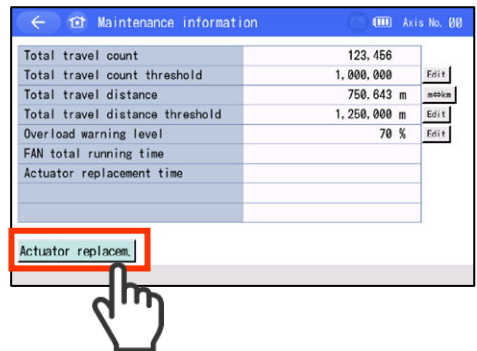 Maintenance information Axis No. 00
Total travel count 123,456
Total travel count threshold 1,000,000 Edit
Total travel distance 750.643 m m⇔km
Total travel distance threshold 1,250,000 m Edit
Overload warning level 70 % Edit
FAN total running time
Actuator replacement time
Actuator replacem.